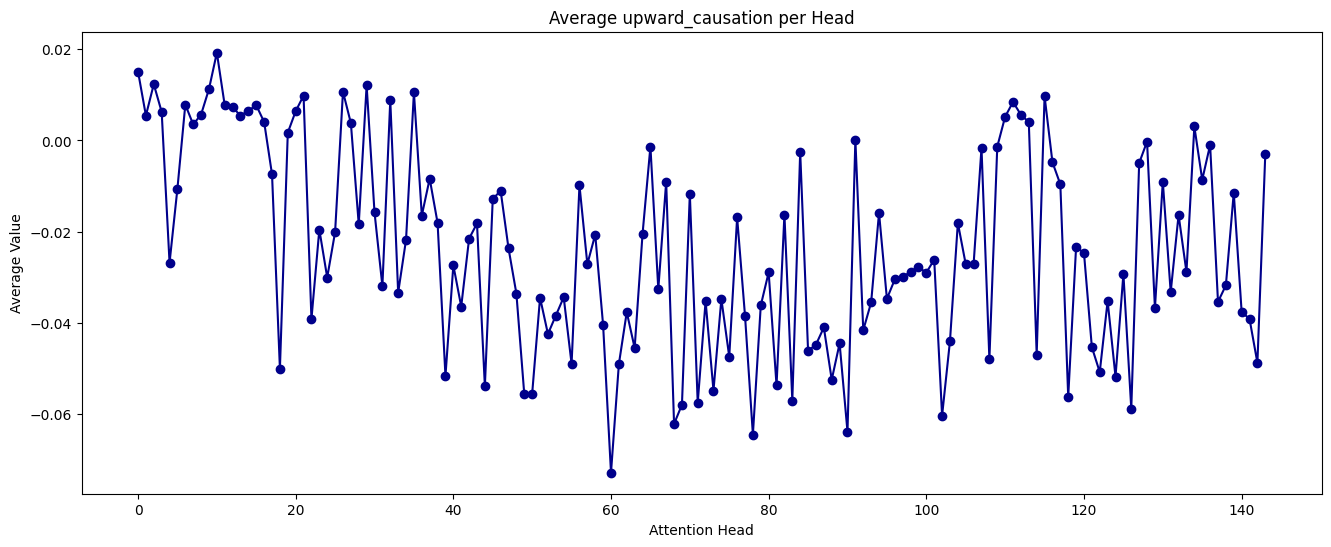 Average upward_causation per Head
0.02
0.00
−0.02
−0.04
−0.06
Average Value
0 20 40 60 80 100 120 140
Attention Head